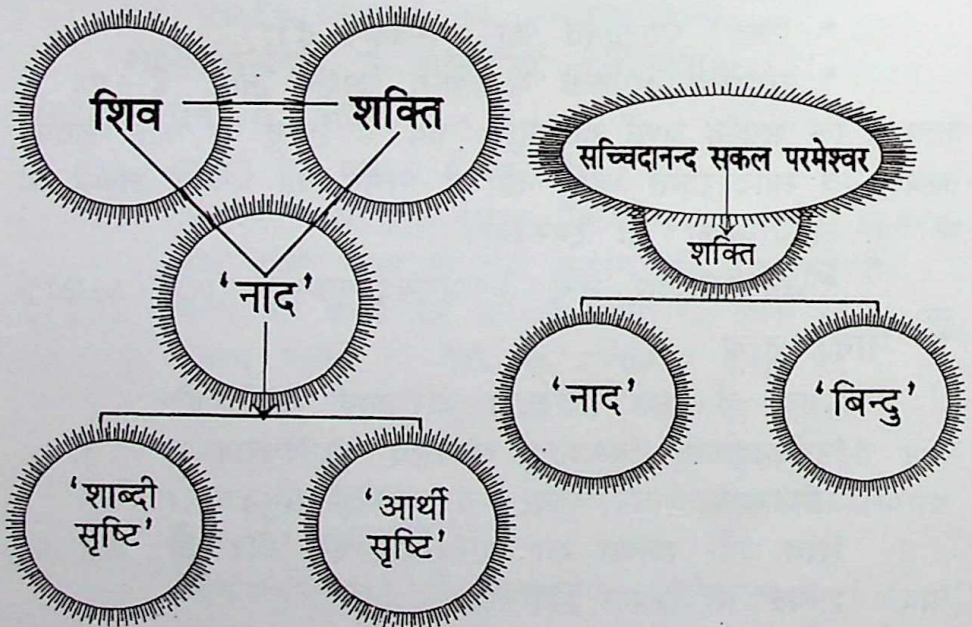 शिव
शक्ति
'नाद'
'शाब्दी
सृष्टि'
'आर्थी
सृष्टि'
सच्चिदानन्द सकल परमेश्वर
शक्ति
'नाद'
'बिन्दु'